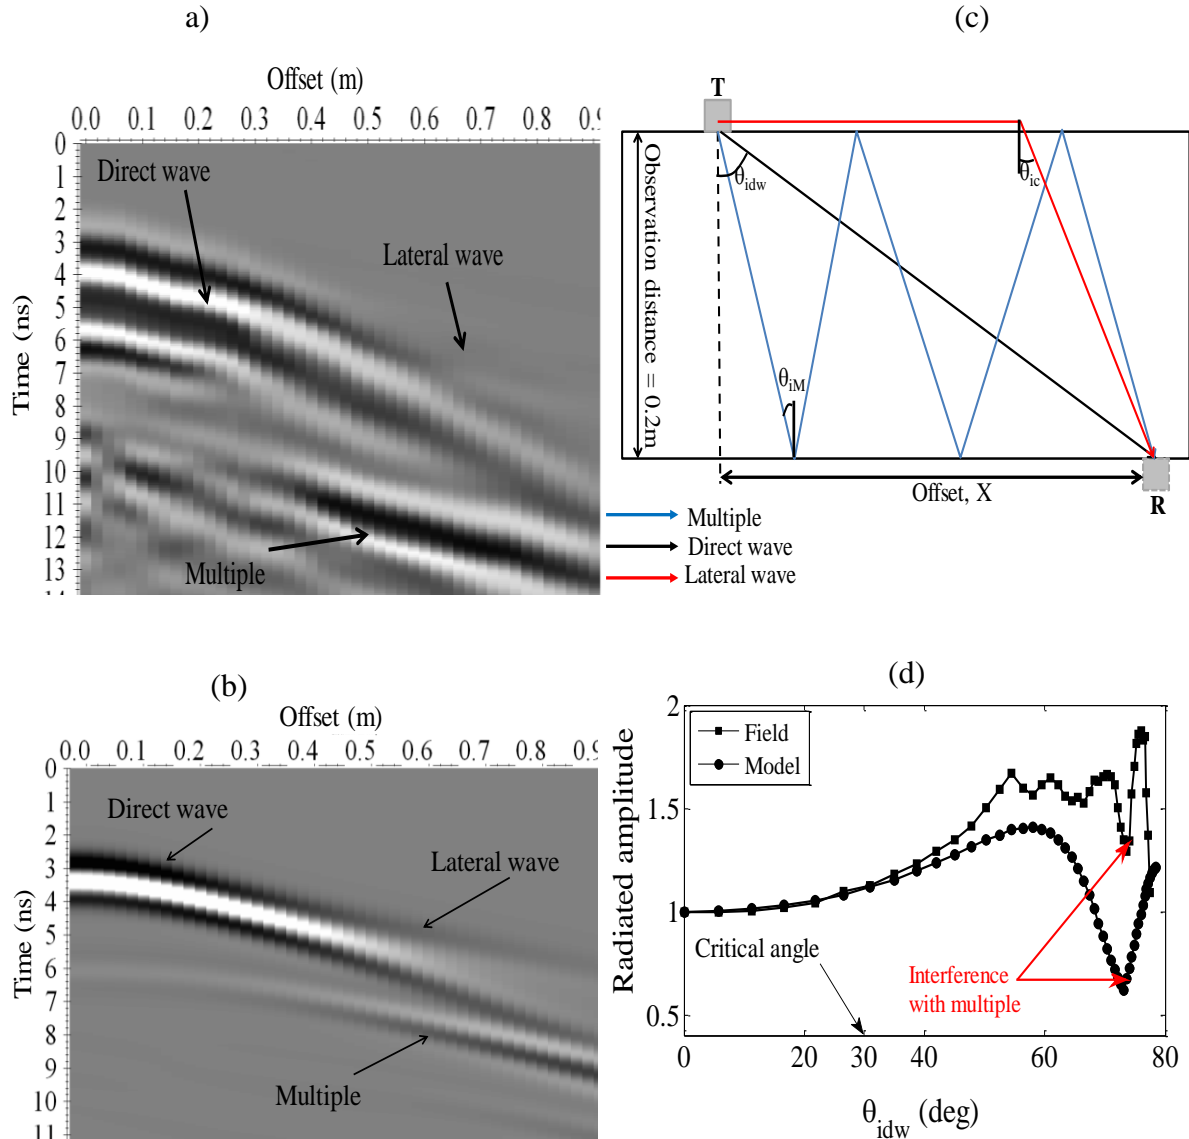 a)
Offset (m)
0.0 0.1 0.2 0.3 0.4 0.5 0.6 0.7 0.8
0
1
2
3
4
5
6
7
8
9
10
11
12
13
Time (ns)
Direct wave
Lateral wave
Multiple
(c)
T
Observation distance = 0.2m
θidw
θic
θiM
Offset, X
R
Multiple
Direct wave
Lateral wave
(b)
Offset (m)
0.0 0.1 0.2 0.3 0.4 0.5 0.6 0.7 0.8
0
1
2
3
4
5
6
7
8
9
10
Time (ns)
Direct wave
Lateral wave
Multiple
(d)
2
1.5
1
0.5
Radiated amplitude
Field
Model
Critical angle
Interference
with multiple
0 20 30 40 60 80
θidw (deg)